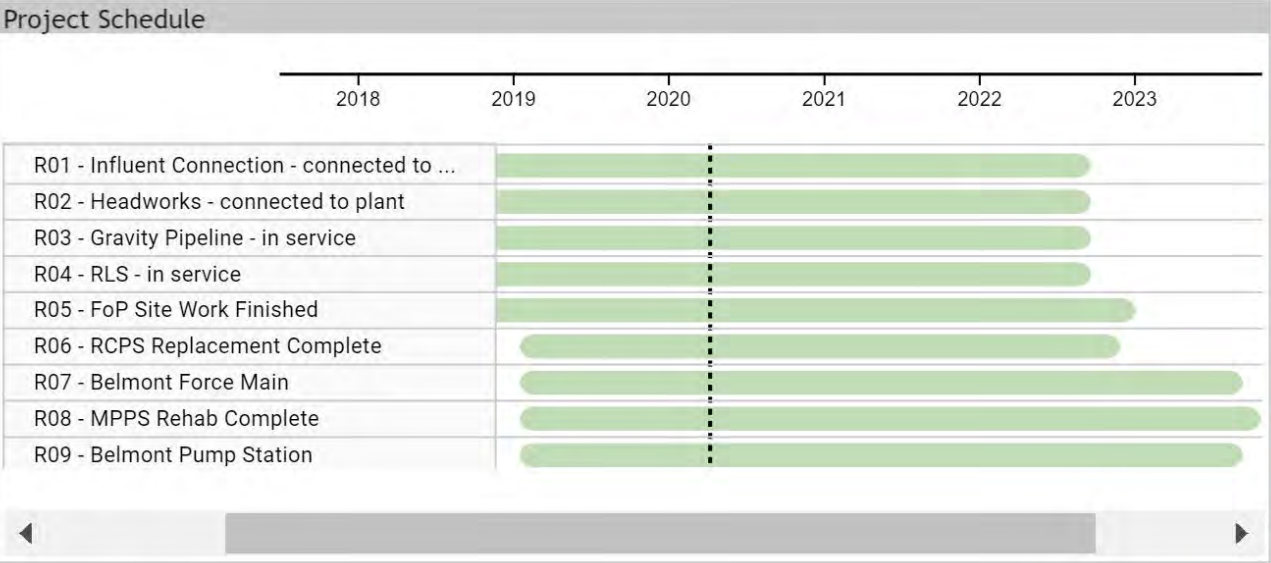 Project Schedule
2018 2019 2020 2021 2022 2023
R01 - Influent Connection - connected to ...
R02 - Headworks - connected to plant
R03 - Gravity Pipeline - in service
R04 - RLS - in service
R05 - FoP Site Work Finished
R06 - RCPS Replacement Complete
R07 - Belmont Force Main
R08 - MPPS Rehab Complete
R09 - Belmont Pump Station